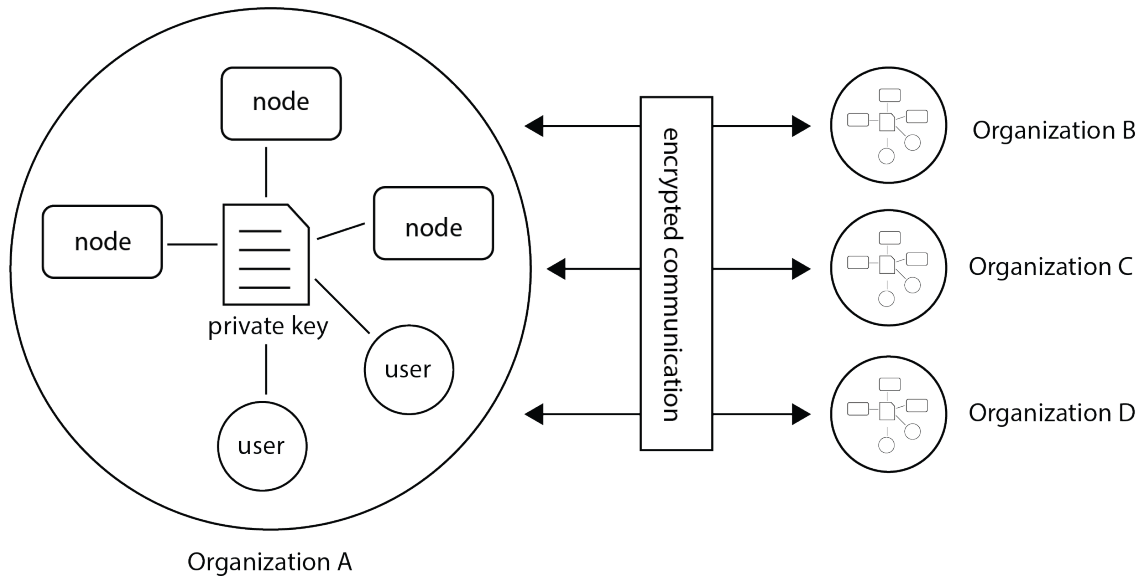 node
node
node
private key
user
user
Organization A
encrypted communication
Organization B
Organization C
Organization D